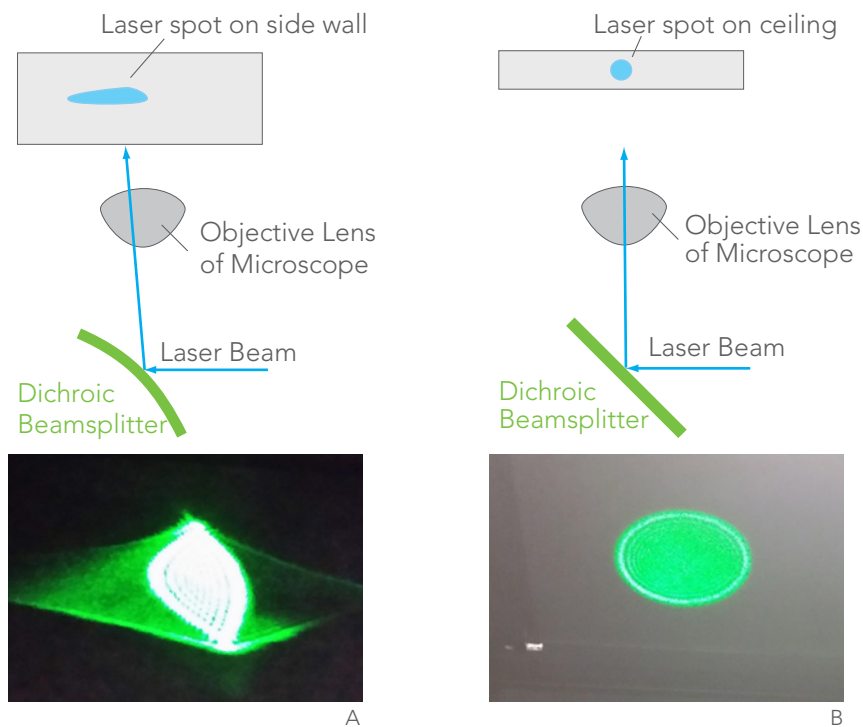 Laser spot on side wall
Objective Lens
of Microscope
Laser Beam
Dichroic
Beamsplitter
A
Laser spot on ceiling
Objective Lens
of Microscope
Laser Beam
Dichroic
Beamsplitter
B